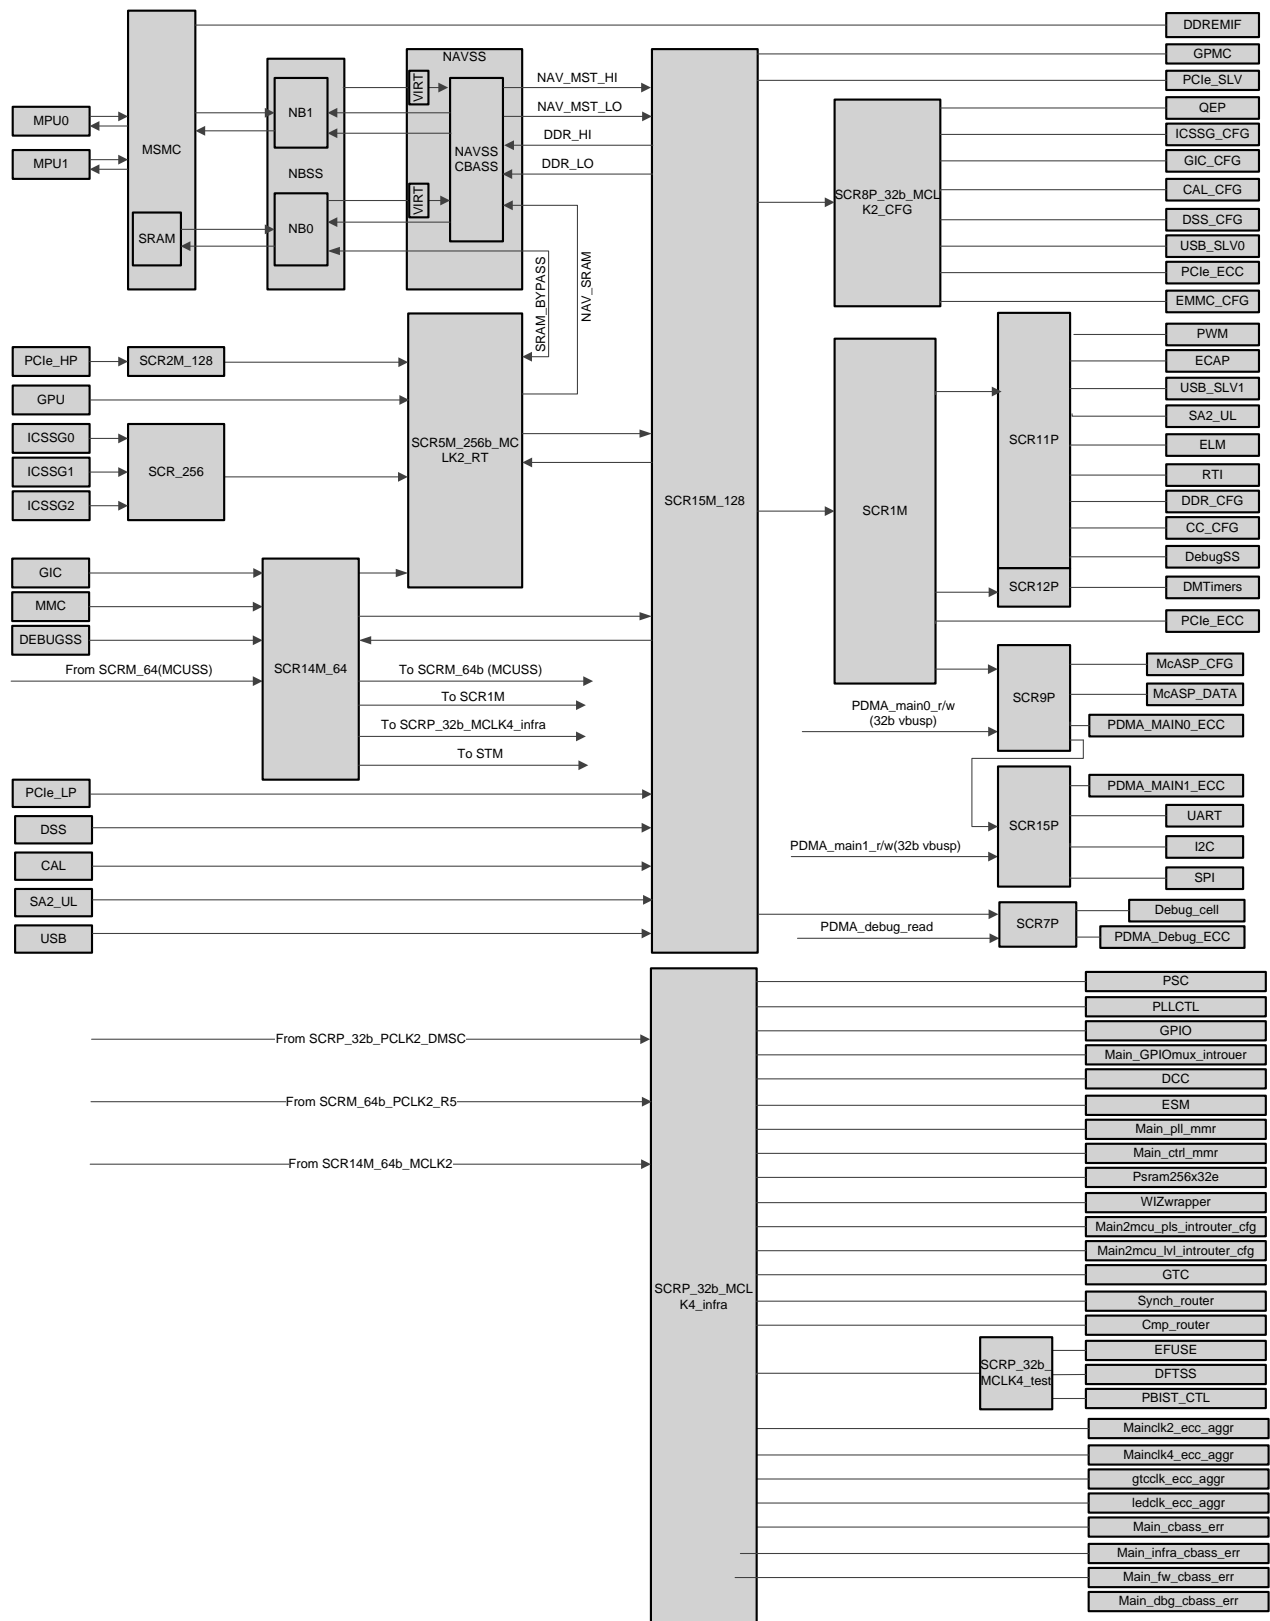 DDREMIF
GPMC
PCIe_SLV
NAVSS
VIRT
NAV_MST_HI
NAV_MST_LO
DDR_HI
DDR_LO
MPU0
MPU1
MSMC
NB1
NBSS
NAVSS
CBASS
VIRT
NB0
SRAM
SRAM_BYPASS
NAV_SRAM
SCR8P_32b_MCL
K2_CFG
QEP
ICSSG_CFG
GIC_CFG
CAL_CFG
DSS_CFG
USB_SLV0
PCIe_ECC
EMMC_CFG
PCIe_HP
SCR2M_128
GPU
ICSSG0
ICSSG1
ICSSG2
SCR_256
SCR5M_256b_MC
LK2_RT
SCR15M_128
SCR1M
SCR11P
SCR12P
PWM
ECAP
USB_SLV1
SA2_UL
ELM
RTI
DDR_CFG
CC_CFG
DebugSS
DMTimers
PCIe_ECC
GIC
MMC
DEBUGSS
From SCRM_64(MCUSS)
SCR14M_64
To SCRM_64b (MCUSS)
To SCR1M
To SCRP_32b_MCLK4_infra
To STM
PDMA_main0_r/w
(32b vbusp)
SCR9P
McASP_CFG
McASP_DATA
PDMA_MAIN0_ECC
PCIe_LP
DSS
CAL
SA2_UL
USB
PDMA_main1_r/w(32b vbusp)
SCR15P
PDMA_MAIN1_ECC
UART
I2C
SPI
PDMA_debug_read
SCR7P
Debug_cell
PDMA_Debug_ECC
From SCRP_32b_PCLK2_DMSC
From SCRM_64b_PCLK2_R5
From SCR14M_64b_MCLK2
SCRP_32b_MCL
K4_infra
PSC
PLLCTL
GPIO
Main_GPIOmux_introuer
DCC
ESM
Main_pll_mmr
Main_ctrl_mmr
Psram256x32e
WIZwrapper
Main2mcu_pls_introuter_cfg
Main2mcu_lvl_introuter_cfg
GTC
Synch_router
Cmp_router
SCRP_32b_
MCLK4_test
EFUSE
DFTSS
PBIST_CTL
Mainclk2_ecc_aggr
Mainclk4_ecc_aggr
gtcclk_ecc_aggr
ledclk_ecc_aggr
Main_cbass_err
Main_infra_cbass_err
Main_fw_cbass_err
Main_dbg_cbass_err